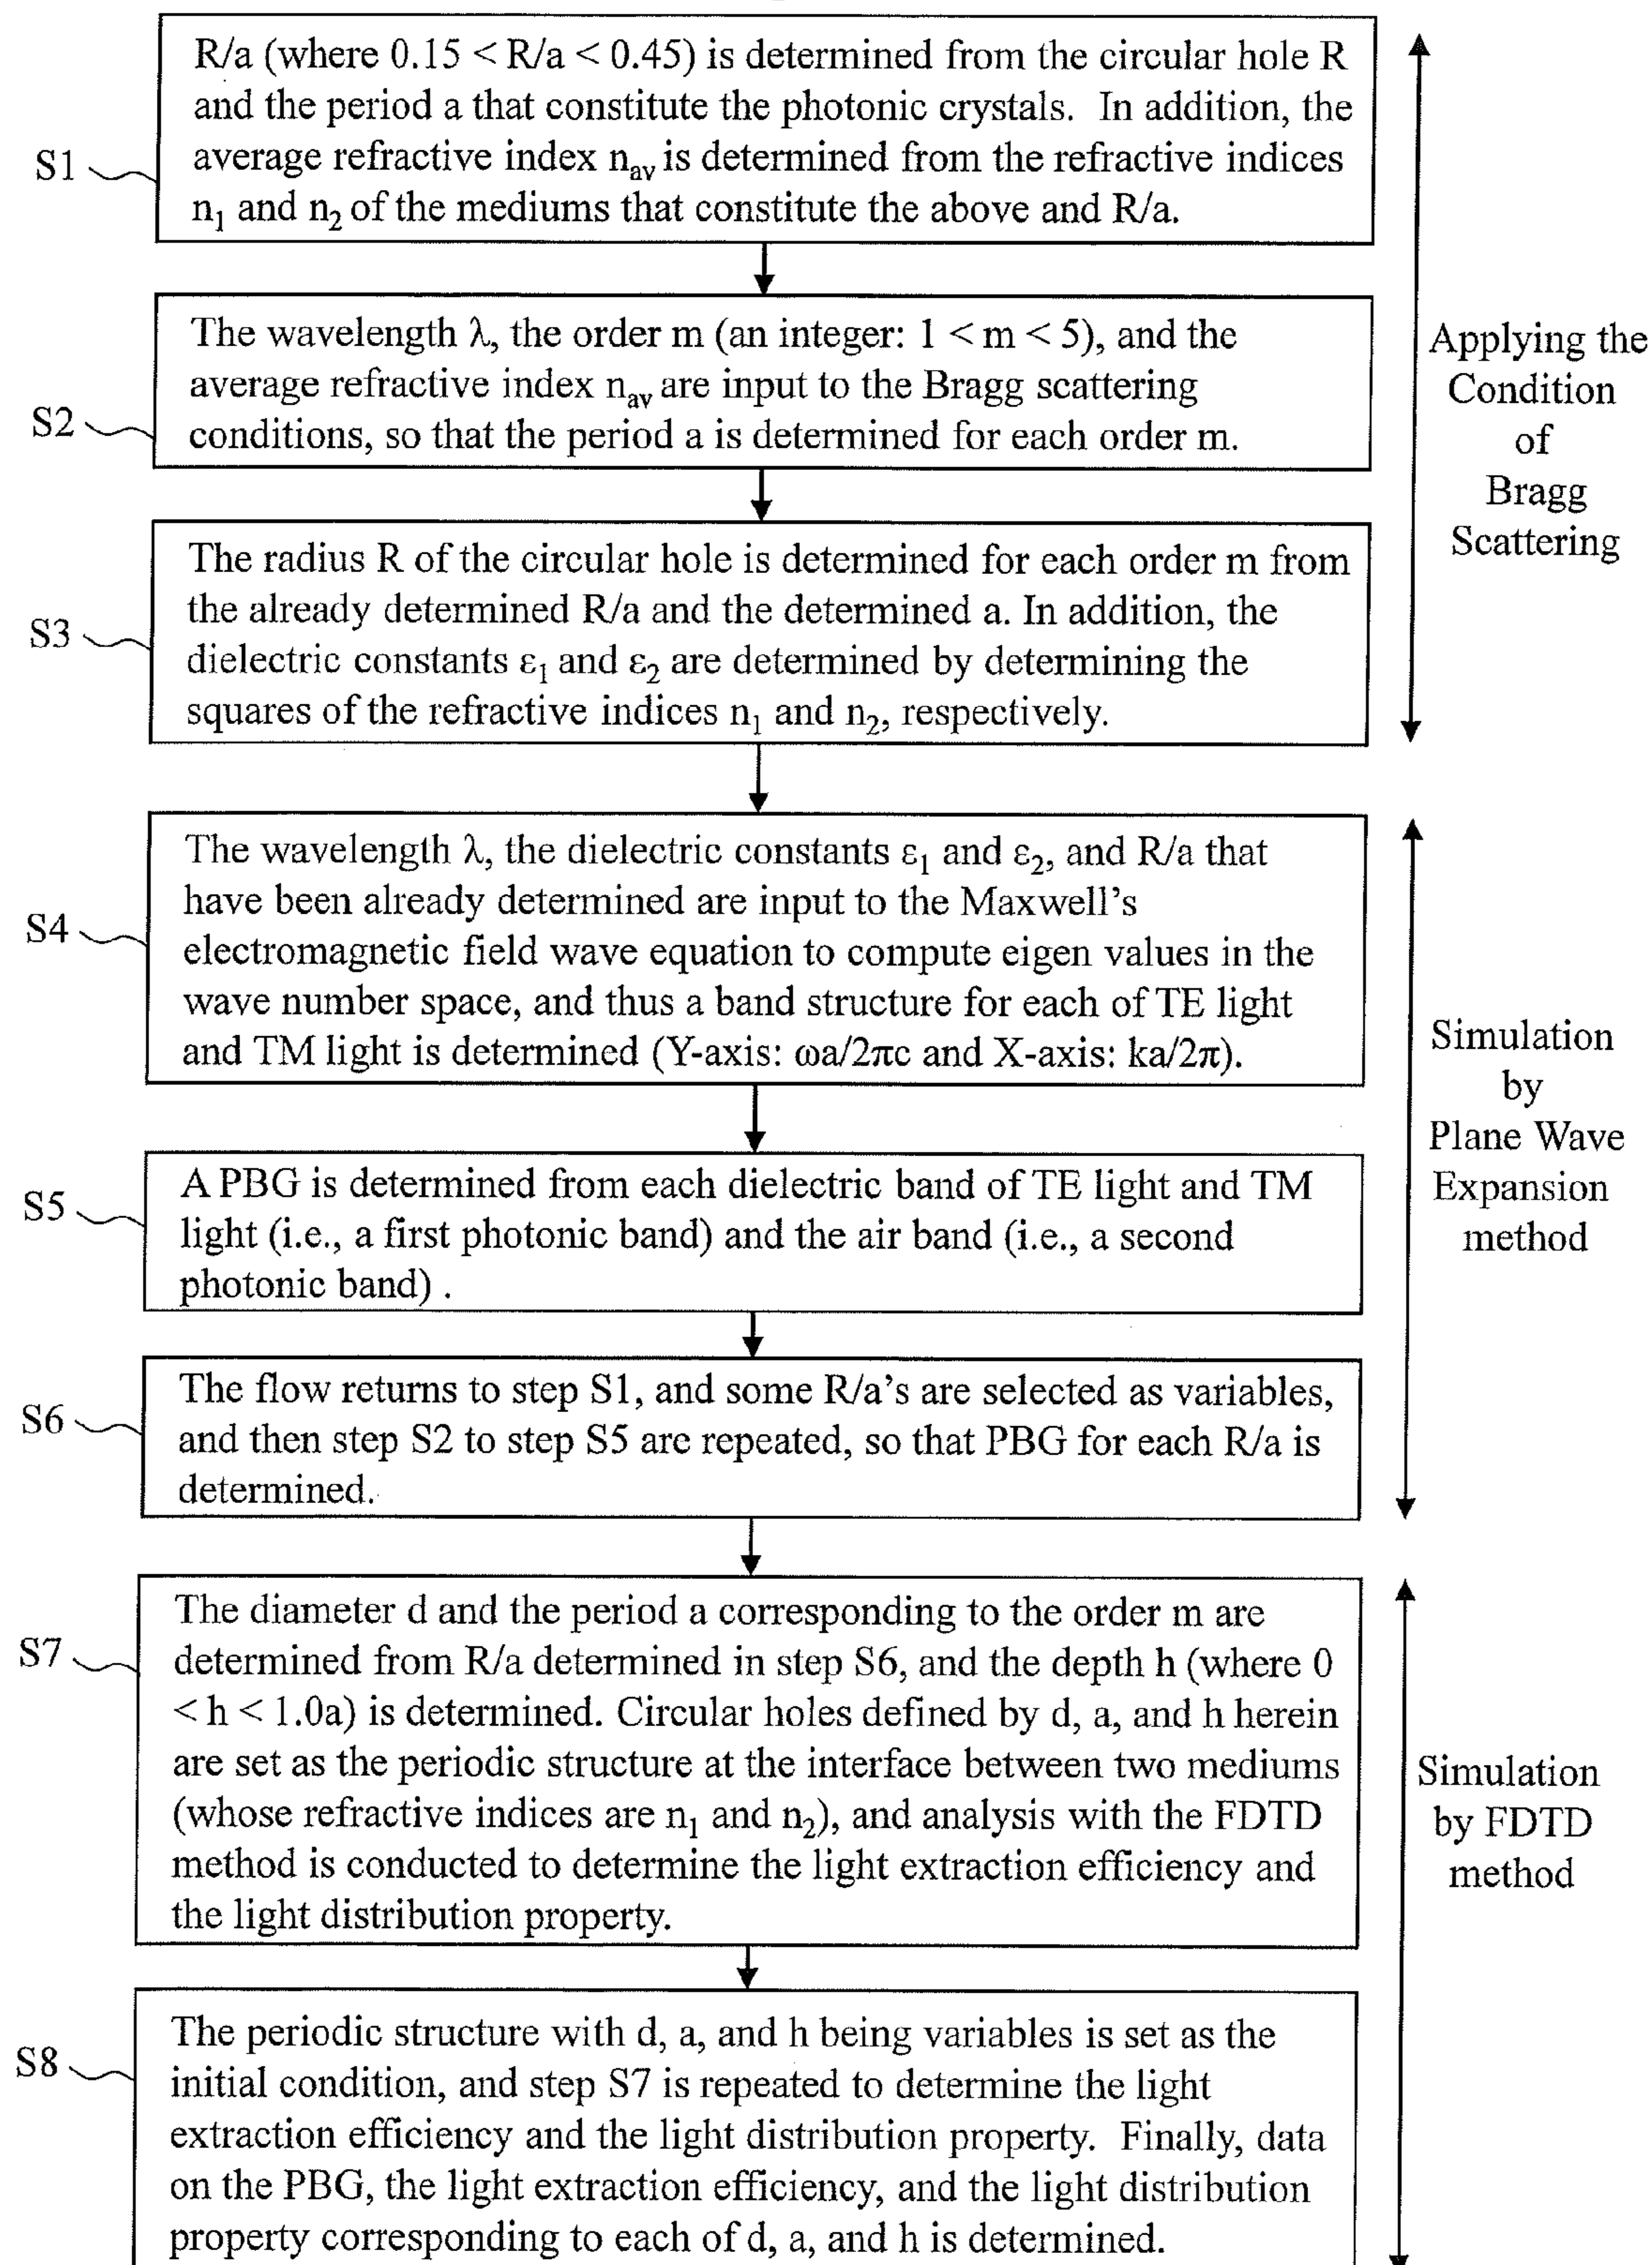 S1
R/a (where 0.15 < R/a < 0.45) is determined from the circular hole R
and the period a that constitute the photonic crystals. In addition, the
average refractive index nav is determined from the refractive indices
n1 and n2 of the mediums that constitute the above and R/a.
S2
The wavelength λ, the order m (an integer: 1 < m < 5), and the
average refractive index nav are input to the Bragg scattering
conditions, so that the period a is determined for each order m.
S3
The radius R of the circular hole is determined for each order m from
the already determined R/a and the determined a. In addition, the
dielectric constants ε1 and ε2 are determined by determining the
squares of the refractive indices n1 and n2, respectively.
Applying the
Condition
of
Bragg
Scattering
S4
The wavelength λ, the dielectric constants ε1 and ε2, and R/a that
have been already determined are input to the Maxwell's
electromagnetic field wave equation to compute eigen values in the
wave number space, and thus a band structure for each of TE light
and TM light is determined (Y-axis: ωa/2πc and X-axis: ka/2π).
S5
A PBG is determined from each dielectric band of TE light and TM
light (i.e., a first photonic band) and the air band (i.e., a second
photonic band) .
S6
The flow returns to step S1, and some R/a's are selected as variables,
and then step S2 to step S5 are repeated, so that PBG for each R/a is
determined.
Simulation
by
Plane Wave
Expansion
method
S7
The diameter d and the period a corresponding to the order m are
determined from R/a determined in step S6, and the depth h (where 0
< h < 1.0a) is determined. Circular holes defined by d, a, and h herein
are set as the periodic structure at the interface between two mediums
(whose refractive indices are n1 and n2), and analysis with the FDTD
method is conducted to determine the light extraction efficiency and
the light distribution property.
S8
The periodic structure with d, a, and h being variables is set as the
initial condition, and step S7 is repeated to determine the light
extraction efficiency and the light distribution property. Finally, data
on the PBG, the light extraction efficiency, and the light distribution
property corresponding to each of d, a, and h is determined.
Simulation
by FDTD
method